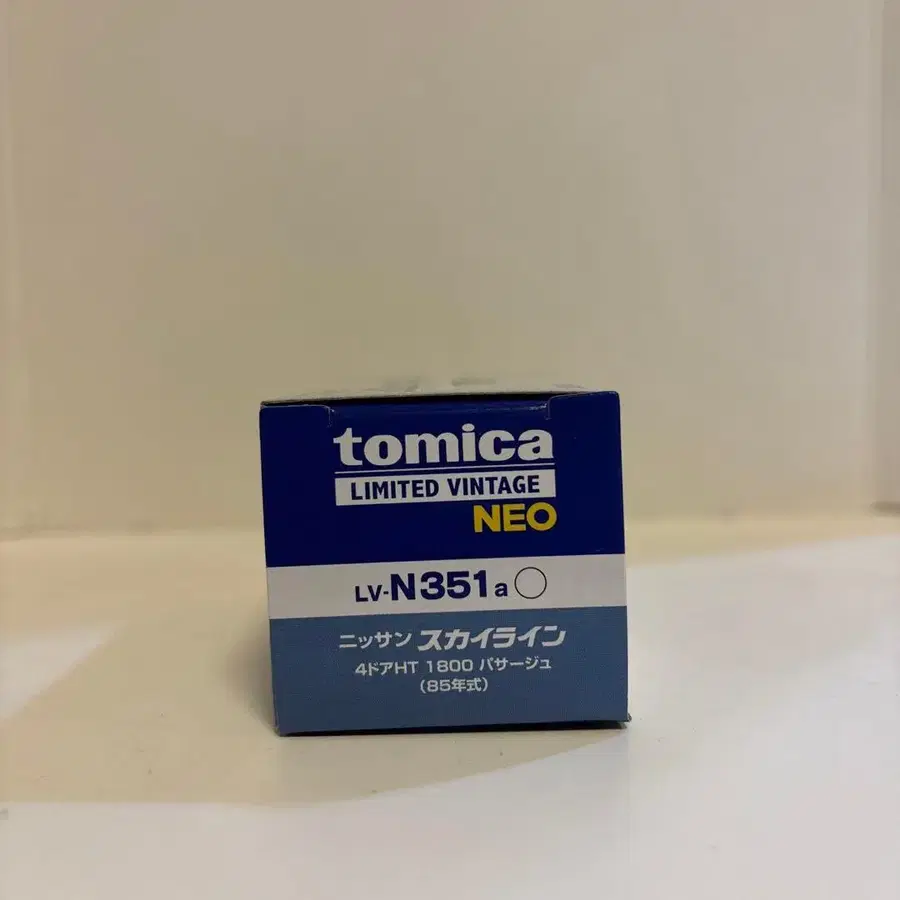 tomica
LIMITED VINTAGE
NEO
LV-N351a
ニッサン スカイライン
4ドアHT 1800 パサージュ
(85年式)